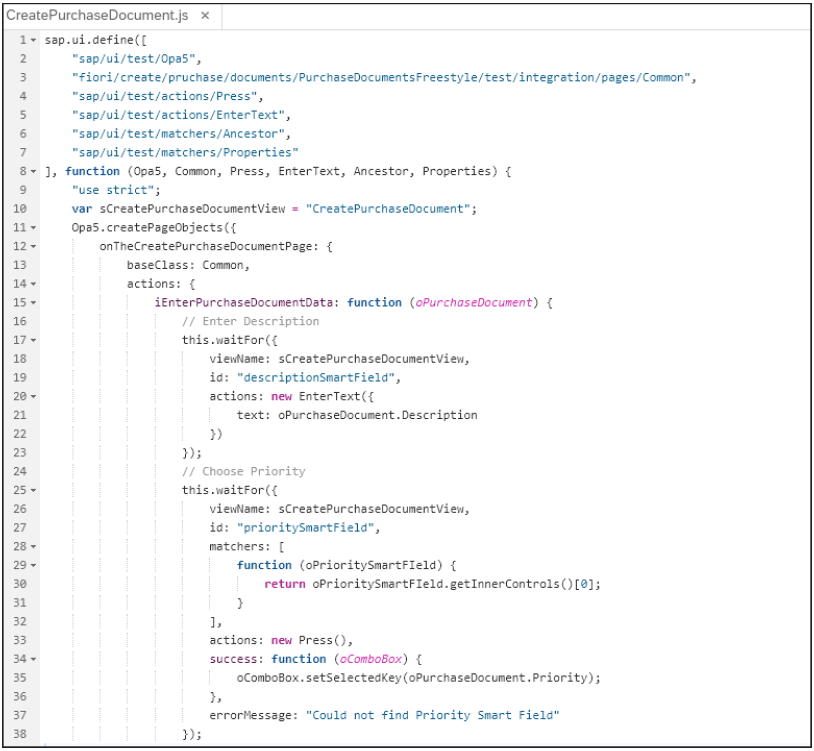 CreatePurchaseDocument.js ×
1 sap.ui.define([
2 "sap/ui/test/Opa5",
3 "fiori/create/pruchase/documents/PurchaseDocumentsFreestyle/test/integration/pages/Common",
4 "sap/ui/test/actions/Press",
5 "sap/ui/test/actions/EnterText",
6 "sap/ui/test/matchers/Ancestor",
7 "sap/ui/test/matchers/Properties"
8 ], function (Opa5, Common, Press, EnterText, Ancestor, Properties) {
9 "use strict";
10 var sCreatePurchaseDocumentView = "CreatePurchaseDocument";
11 Opa5.createPageObjects({
12 onTheCreatePurchaseDocumentPage: {
13 baseClass: Common,
14 actions: {
15 iEnterPurchaseDocumentData: function (oPurchaseDocument) {
16 // Enter Description
17 this.waitFor({
18 viewName: sCreatePurchaseDocumentView,
19 id: "descriptionSmartField",
20 actions: new EnterText({
21 text: oPurchaseDocument.Description
22 })
23 });
24 // Choose Priority
25 this.waitFor({
26 viewName: sCreatePurchaseDocumentView,
27 id: "prioritySmartField",
28 matchers: [
29 function (oPrioritySmartFIeld) {
30 return oPrioritySmartFIeld.getInnerControls()[0];
31 }
32 ],
33 actions: new Press(),
34 success: function (oComboBox) {
35 oComboBox.setSelectedKey(oPurchaseDocument.Priority);
36 },
37 errorMessage: "Could not find Priority Smart Field"
38 });